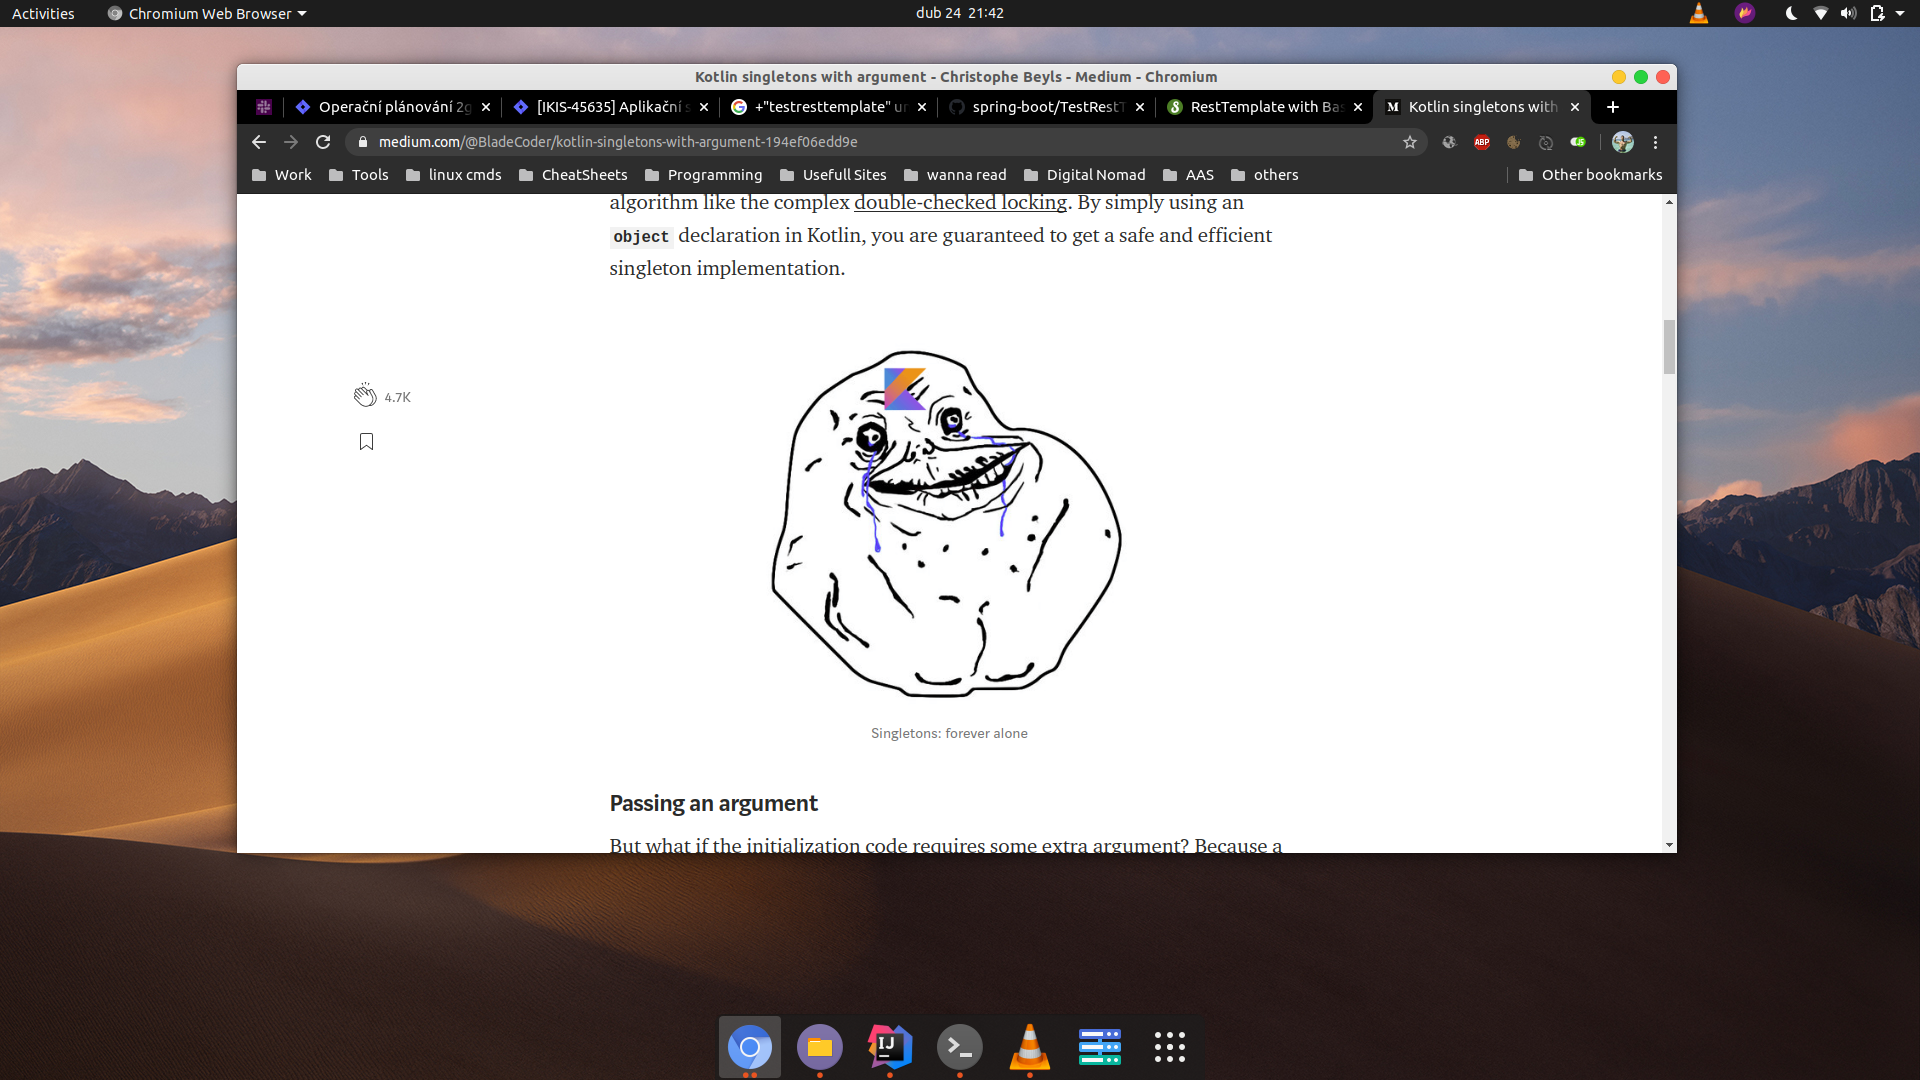 Activities
Chromium Web Browser
dub 24 21:42
Kotlin singletons with argument - Christophe Beyls - Medium - Chromium
Operační plánování 2q
[IKIS-45635] Aplikační s
+"testresttemplate" ur
spring-boot/TestRestT
RestTemplate with Bas
M
Kotlin singletons with
medium.com/@BladeCoder/kotlin-singletons-with-argument-194ef06edd9e
ABP
Work
Tools
linux cmds
CheatSheets
Programming
Usefull Sites
wanna read
Digital Nomad
AAS
others
Other bookmarks
algorithm like the complex double-checked locking. By simply using an
object declaration in Kotlin, you are guaranteed to get a safe and efficient
singleton implementation.
4.7K
Singletons: forever alone
Passing an argument
But what if the initialization code requires some extra argument? Because a
IJ